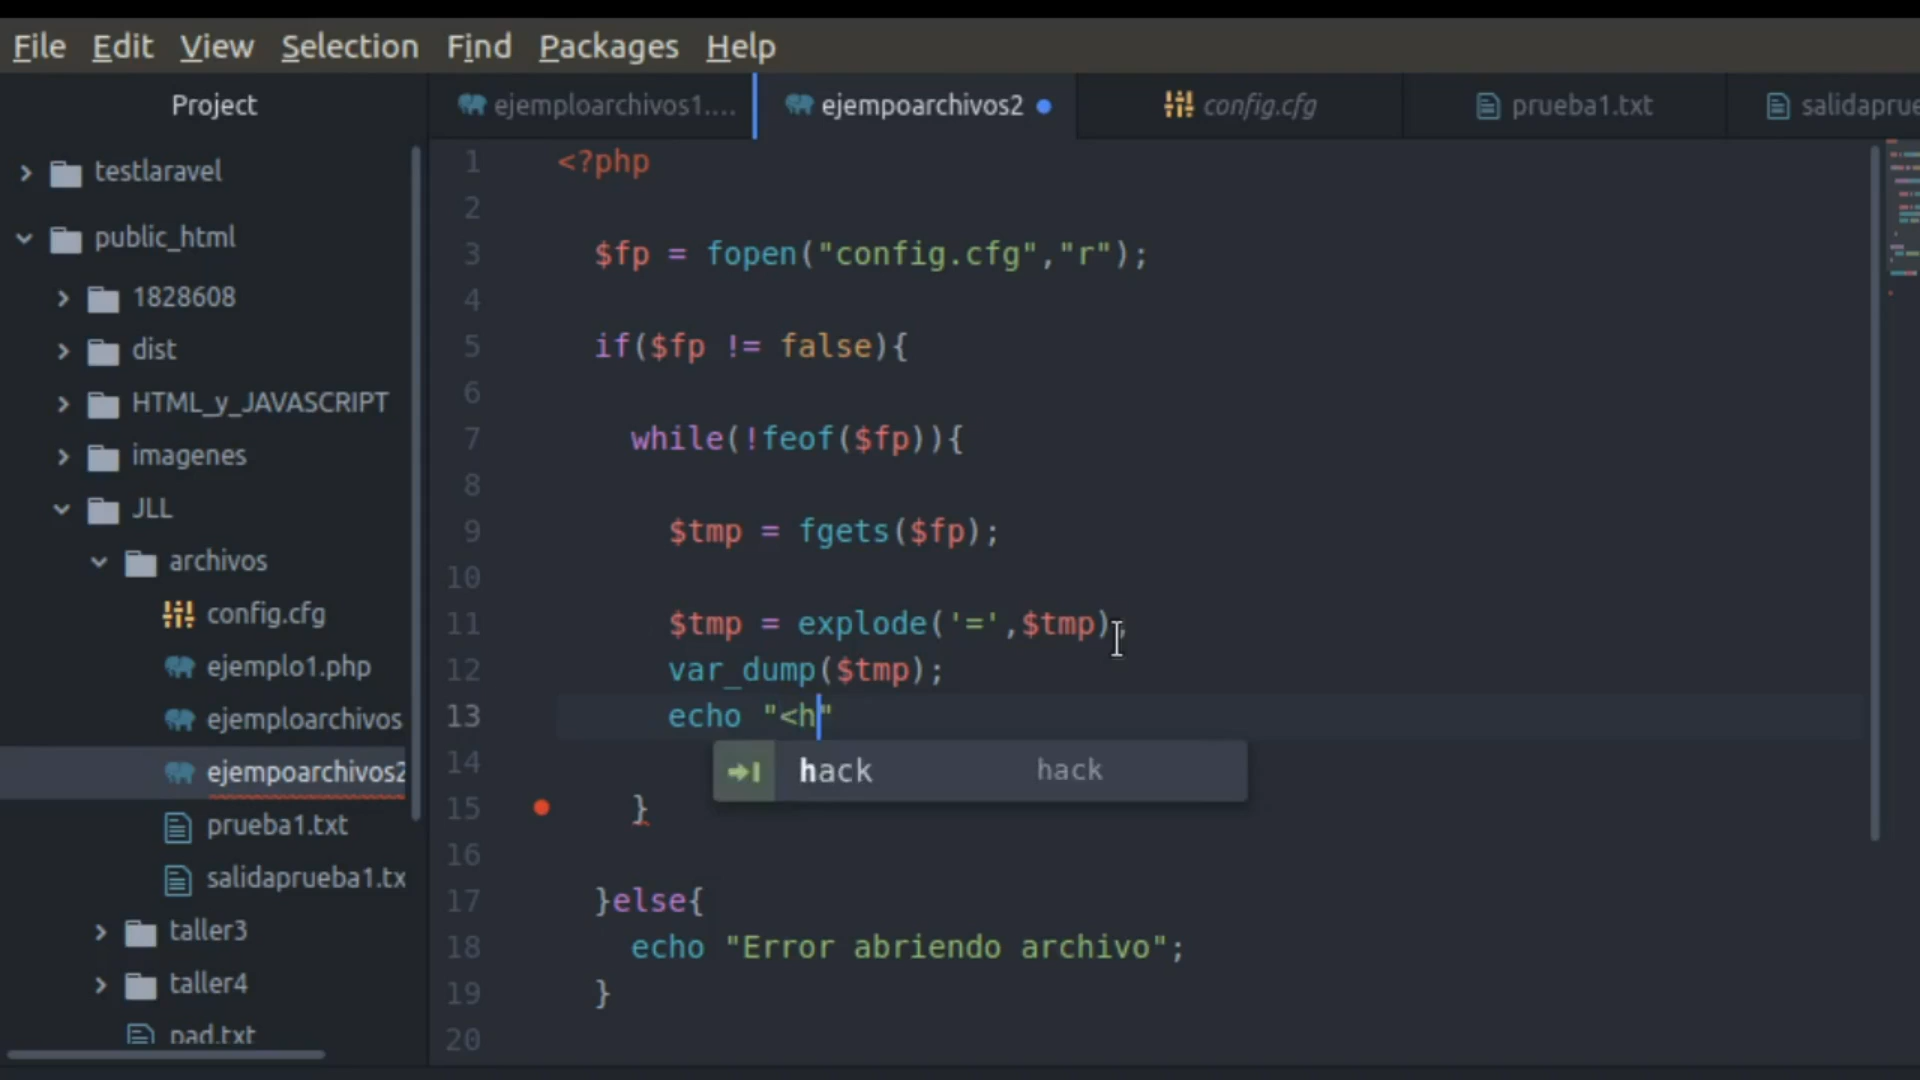 File Edit View Selection Find Packages Help
Project
testlaravel
public_html
1828608
dist
HTML_y_JAVASCRIPT
imagenes
JLL
archivos
config.cfg
ejemplo1.php
ejemploarchivos
ejempoarchivos2
prueba1.txt
salidaprueba1.tx
taller3
taller4
pad.txt
ejemploarchivos1.... ejempoarchivos2 config.cfg prueba1.txt salidaprue
1 <?php
2
3 $fp = fopen("config.cfg","r");
4
5 if($fp != false){
6
7 while(!feof($fp)){
8
9 $tmp = fgets($fp);
10
11 $tmp = explode('=',$tmp);
12 var_dump($tmp);
13 echo "<h"
hack hack
14
15 }
16
17 }else{
18 echo "Error abriendo archivo";
19 }
20